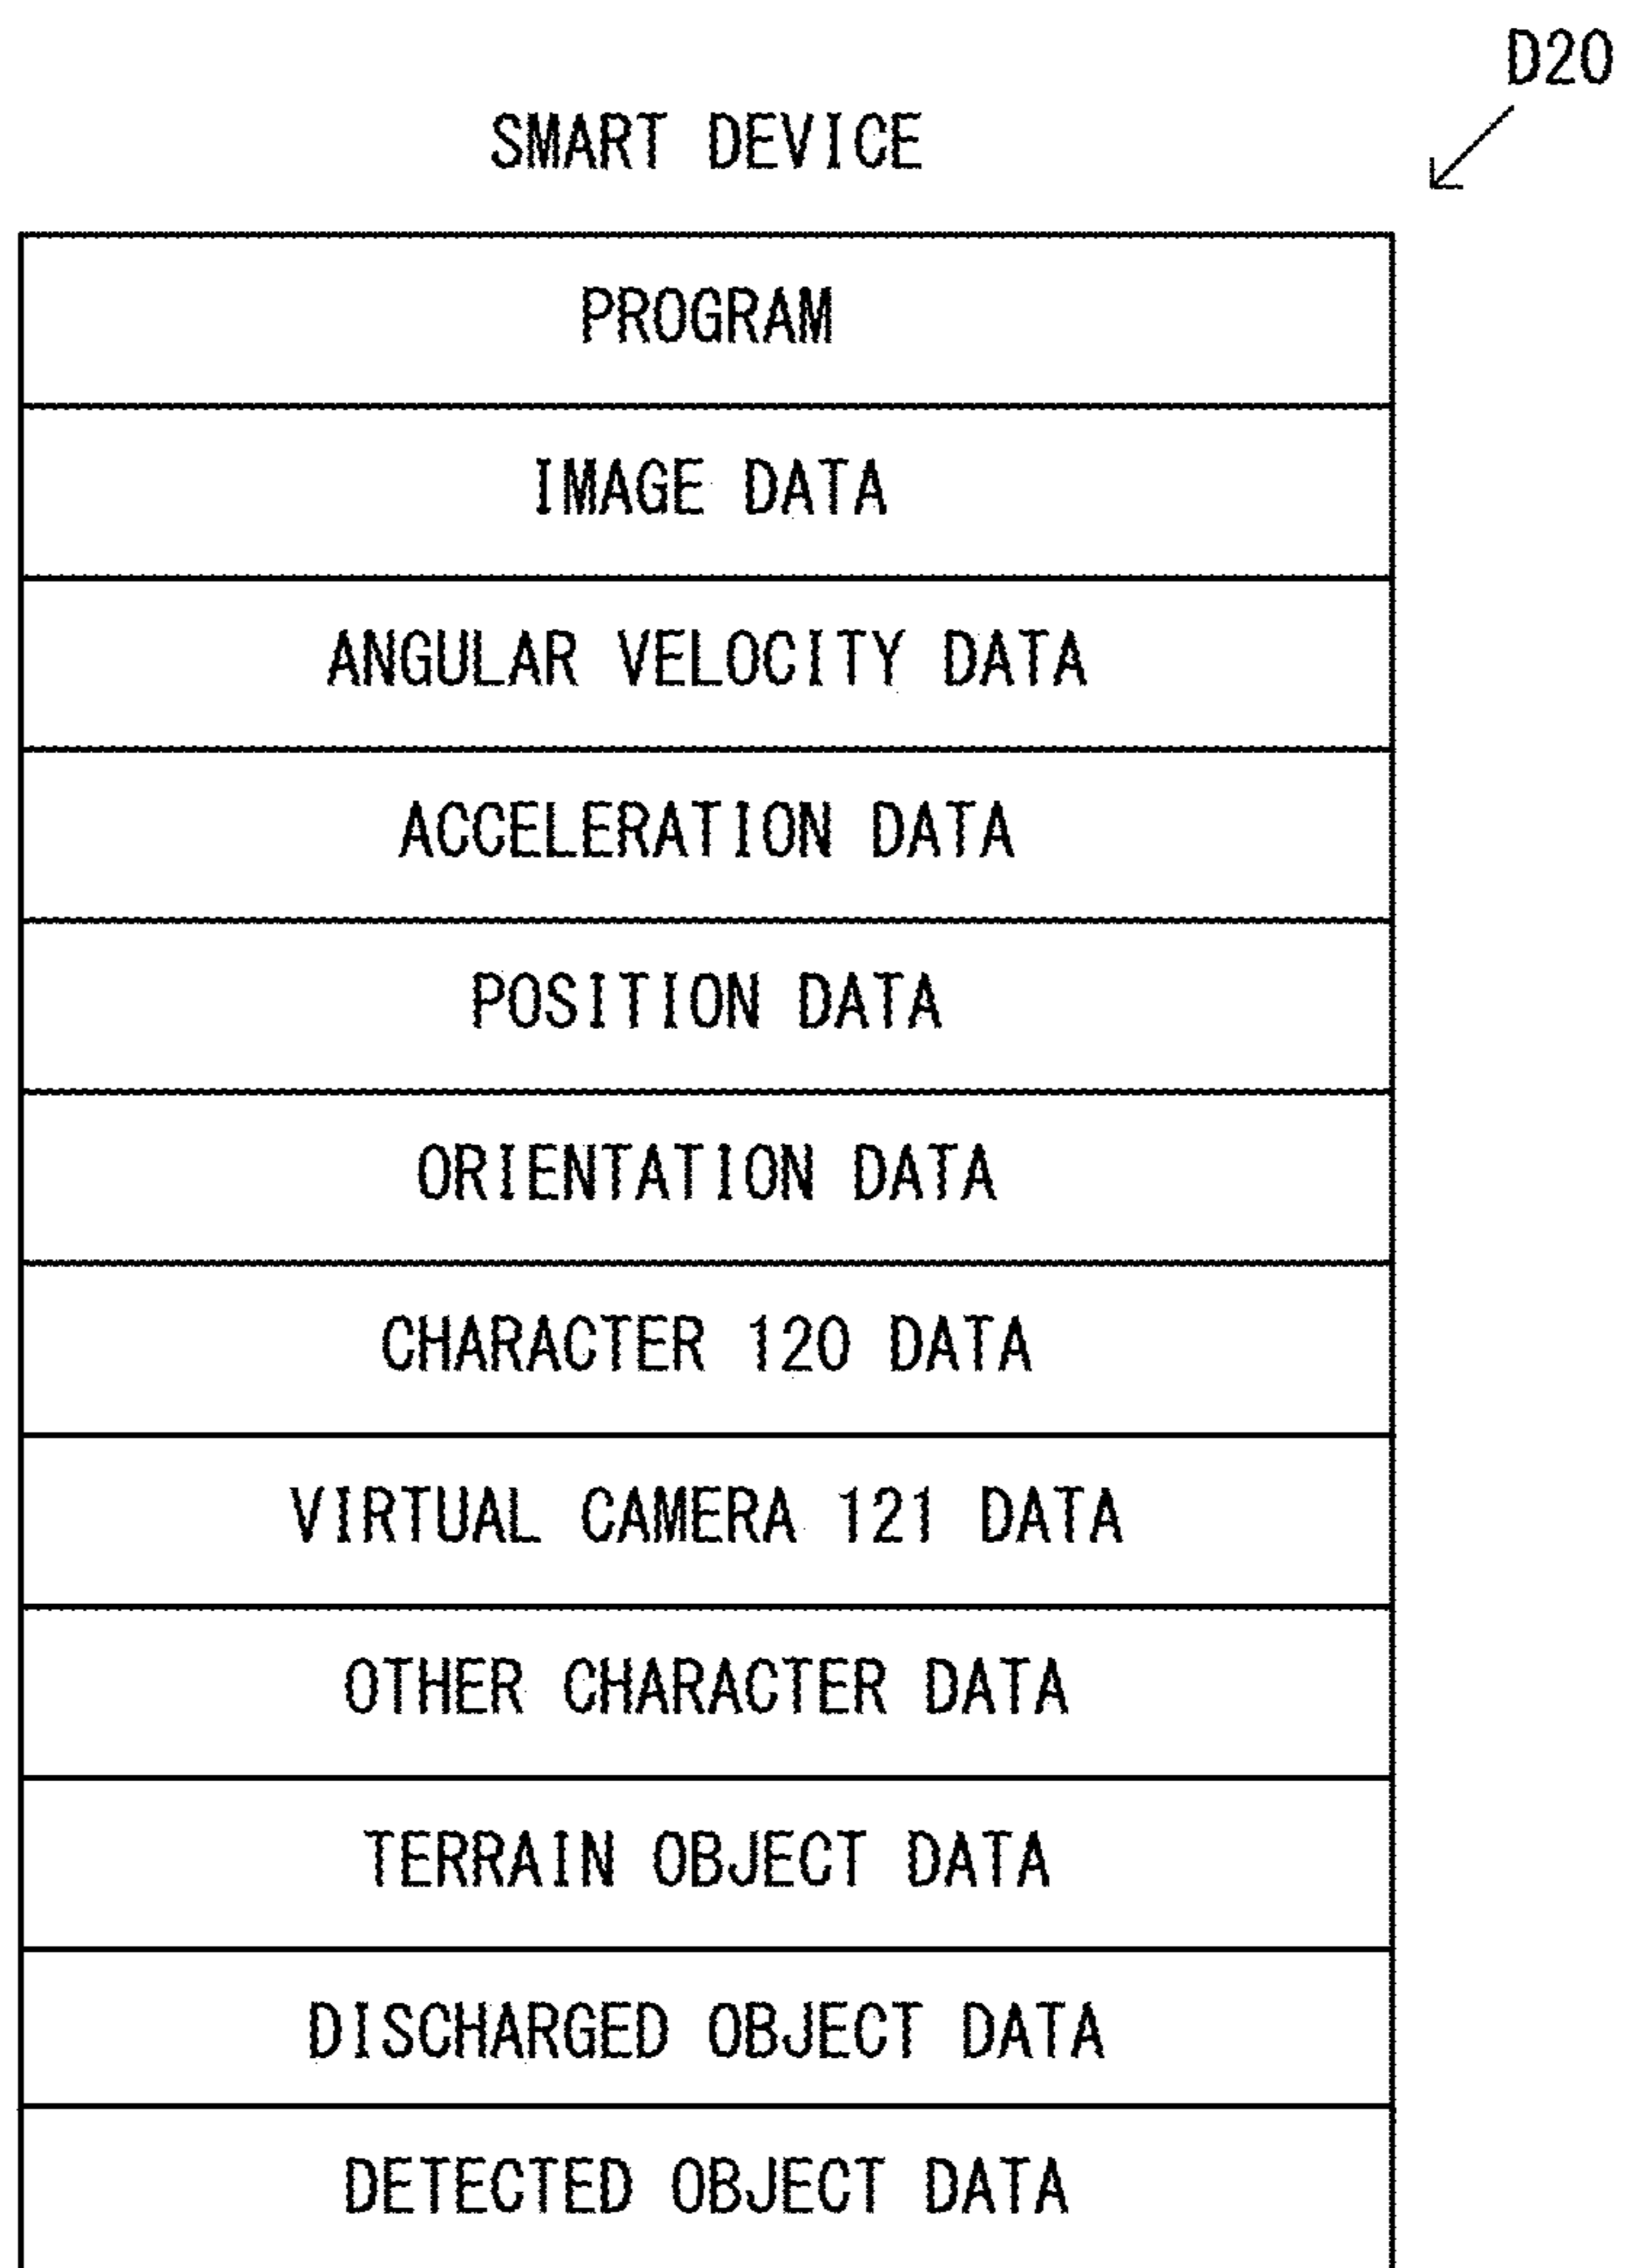 D20
SMART DEVICE
PROGRAM
IMAGE DATA
ANGULAR VELOCITY DATA
ACCELERATION DATA
POSITION DATA
ORIENTATION DATA
CHARACTER 120 DATA
VIRTUAL CAMERA 121 DATA
OTHER CHARACTER DATA
TERRAIN OBJECT DATA
DISCHARGED OBJECT DATA
DETECTED OBJECT DATA